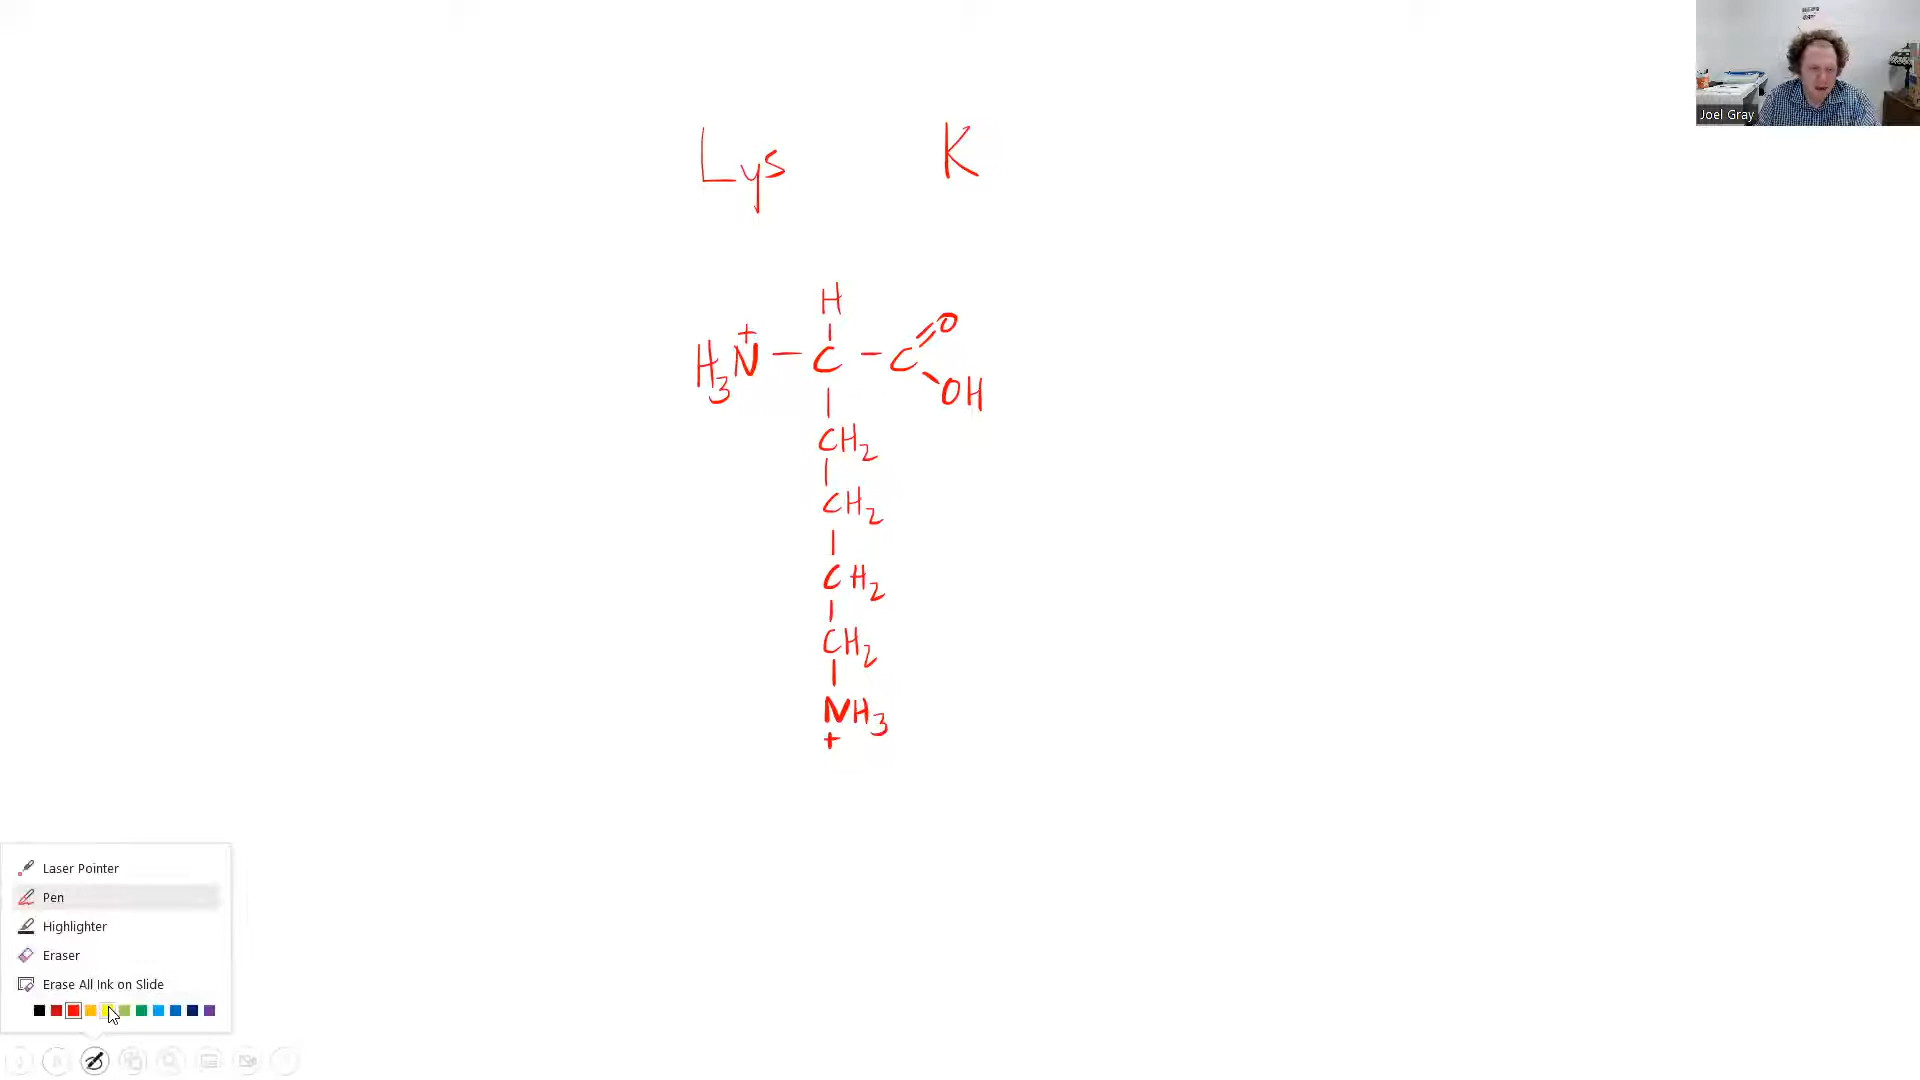 Joel Gray
Lys K
H
H3N+ — C — C = O
OH
CH2
CH2
CH2
CH2
NH3
+
Laser Pointer
Pen
Highlighter
Eraser
Erase All Ink on Slide